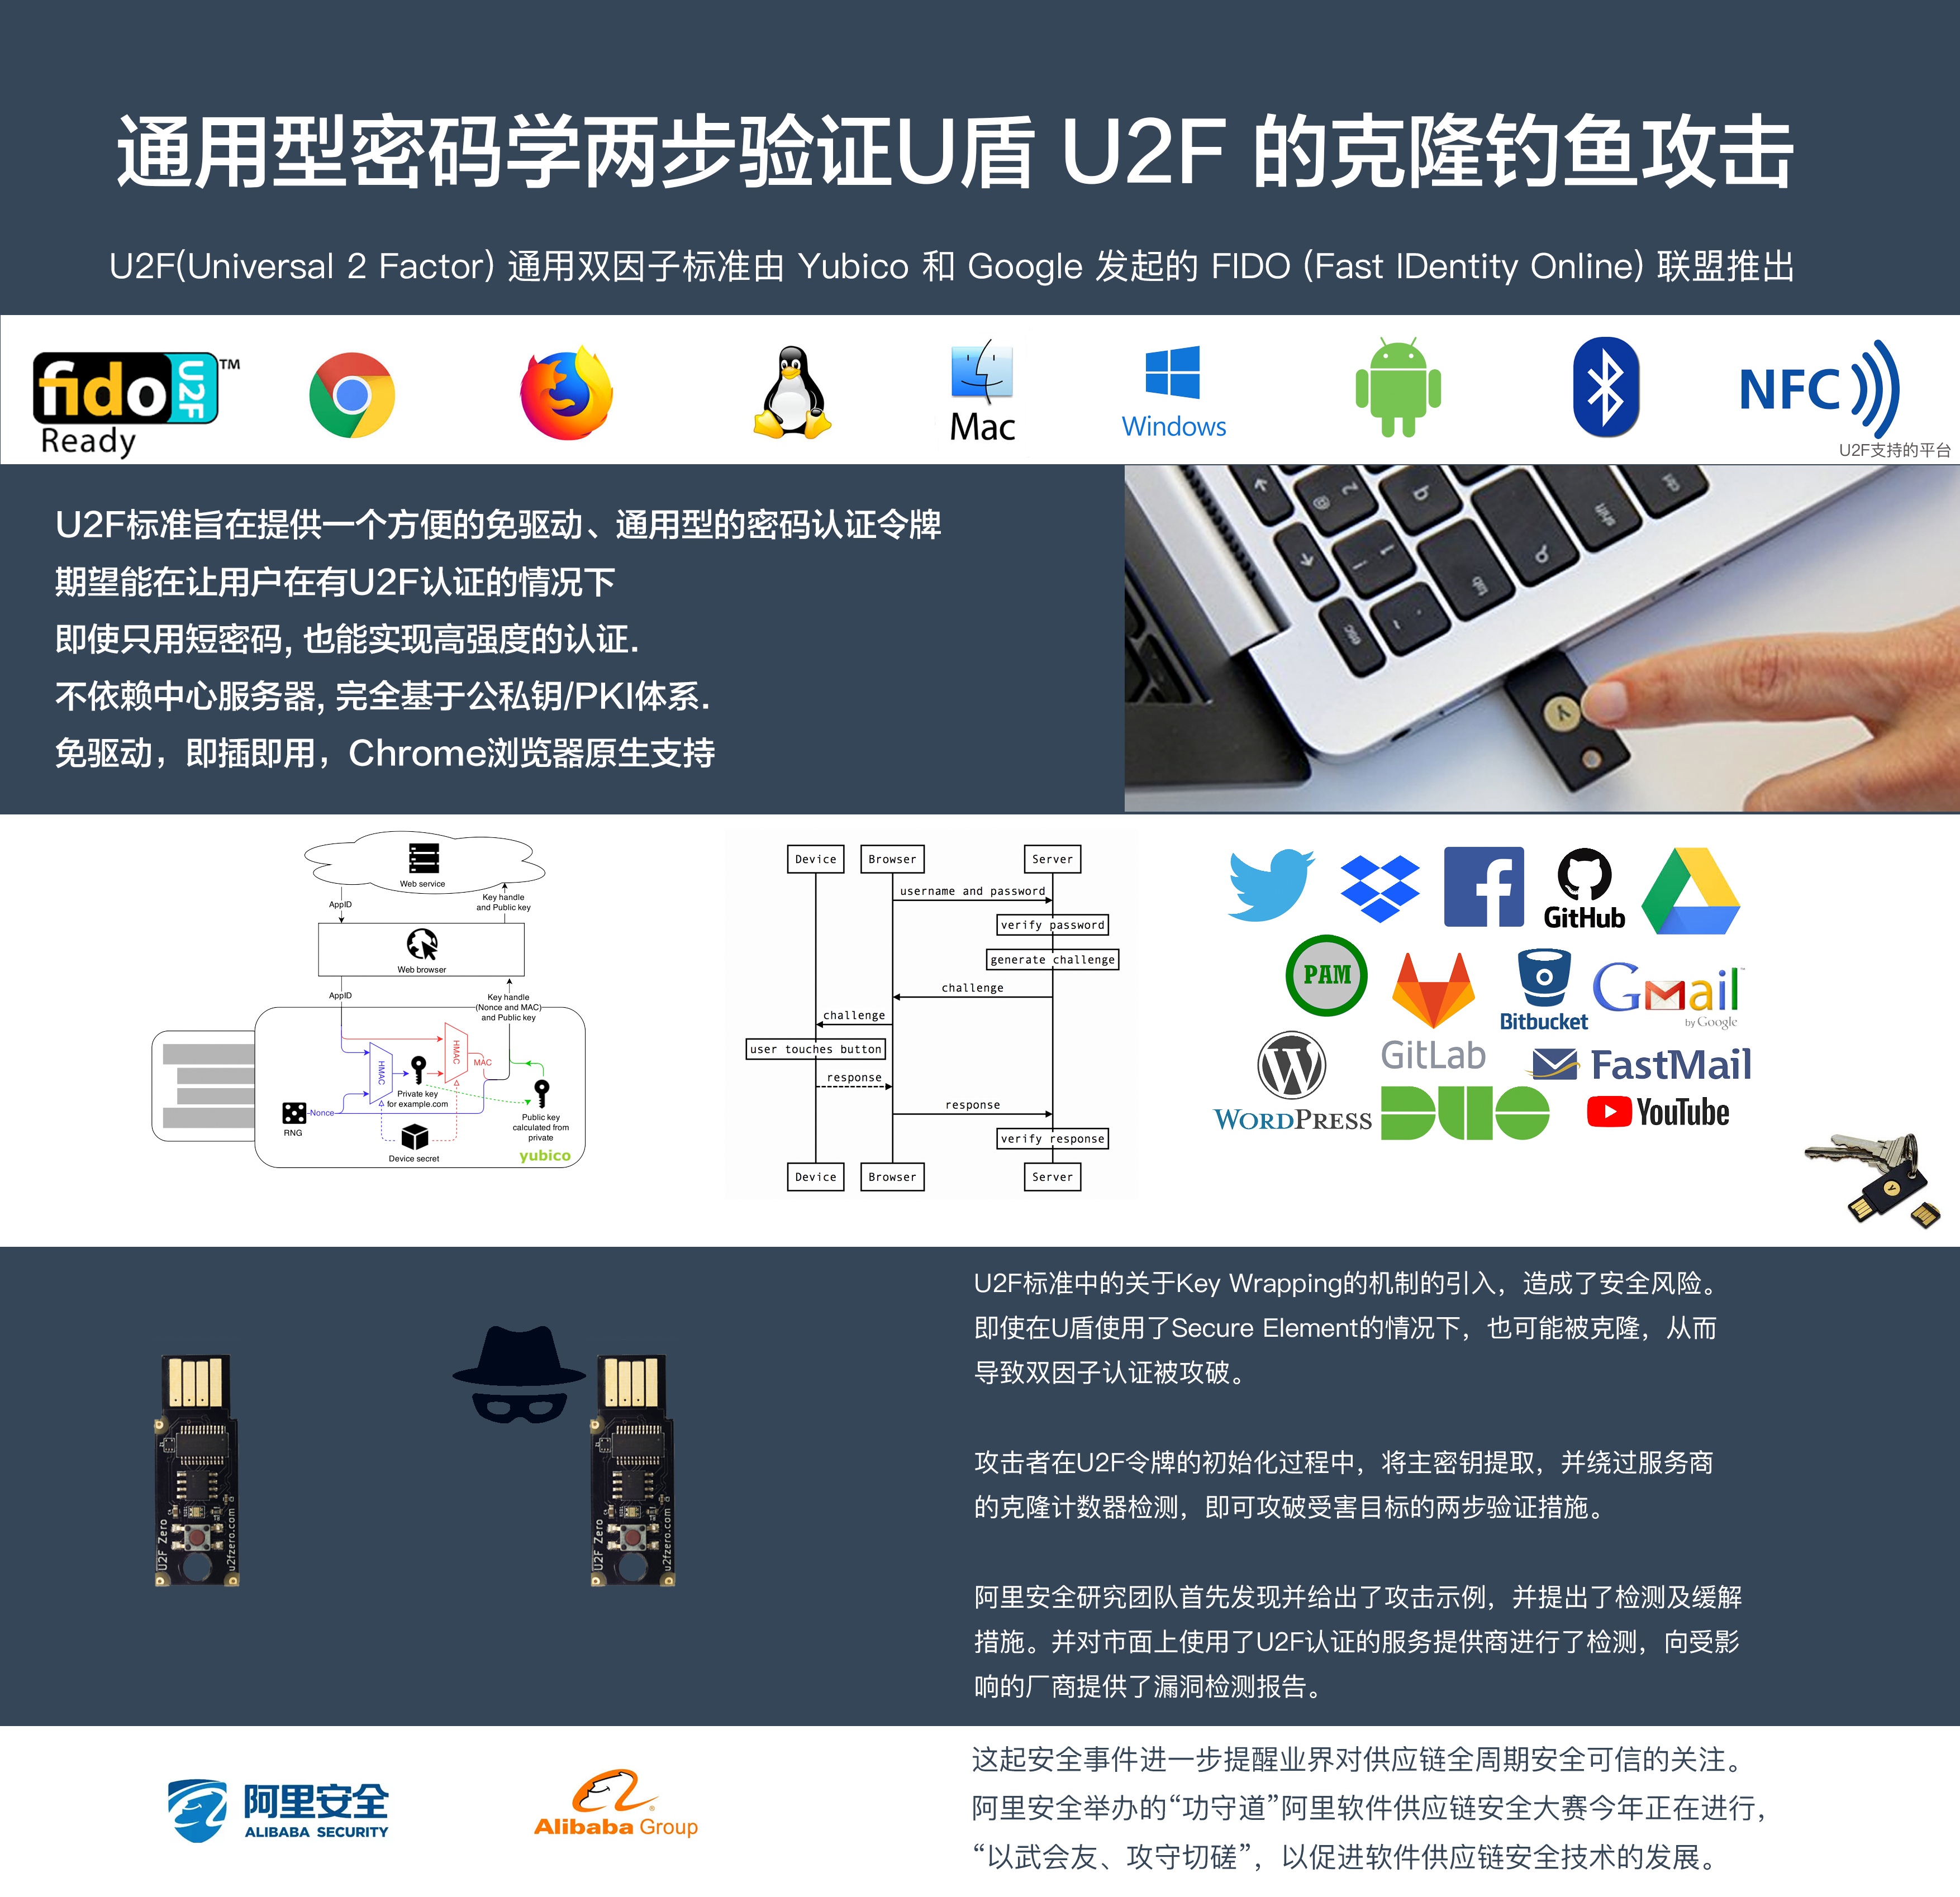 通用型密码学两步验证U盾 U2F 的克隆钓鱼攻击
U2F(Universal 2 Factor) 通用双因子标准由 Yubico 和 Google 发起的 FIDO (Fast IDentity Online) 联盟推出
fido U2F TM
Ready
Mac
Windows
NFC
U2F支持的平台
U2F标准旨在提供一个方便的免驱动、通用型的密码认证令牌
期望能在让用户在有U2F认证的情况下
即使只用短密码, 也能实现高强度的认证.
不依赖中心服务器, 完全基于公私钥/PKI体系.
免驱动，即插即用，Chrome浏览器原生支持
ctrl
shift
tab
esc
Web service
AppID
Key handle
and Public key
Web browser
AppID
Key handle
(Nonce and MAC)
and Public key
HMAC
HMAC
MAC
Private key
for example.com
Nonce
RNG
Public key
calculated from
private
Device secret
yubico
Device
Browser
Server
username and password
verify password
generate challenge
challenge
challenge
user touches button
response
response
verify response
Device
Browser
Server
GitHub
PAM
Bitbucket
Gmail
by Google
GitLab
FastMail
WORDPRESS
DUO
YouTube
U2F标准中的关于Key Wrapping的机制的引入，造成了安全风险。
即使在U盾使用了Secure Element的情况下，也可能被克隆，从而
导致双因子认证被攻破。
攻击者在U2F令牌的初始化过程中，将主密钥提取，并绕过服务商
的克隆计数器检测，即可攻破受害目标的两步验证措施。
阿里安全研究团队首先发现并给出了攻击示例，并提出了检测及缓解
措施。并对市面上使用了U2F认证的服务提供商进行了检测，向受影
响的厂商提供了漏洞检测报告。
U2F Zero
u2fzero.com
U2F Zero
u2fzero.com
阿里安全
ALIBABA SECURITY
Alibaba Group
这起安全事件进一步提醒业界对供应链全周期安全可信的关注。
阿里安全举办的“功守道”阿里软件供应链安全大赛今年正在进行，
“以武会友、攻守切磋”，以促进软件供应链安全技术的发展。